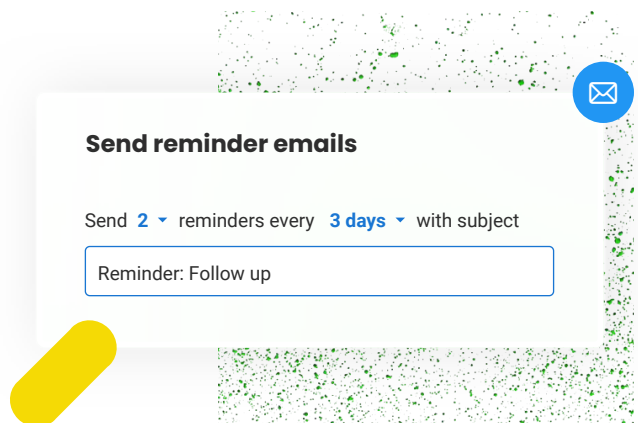 Send reminder emails
Send 2 reminders every 3 days with subject
Reminder: Follow up